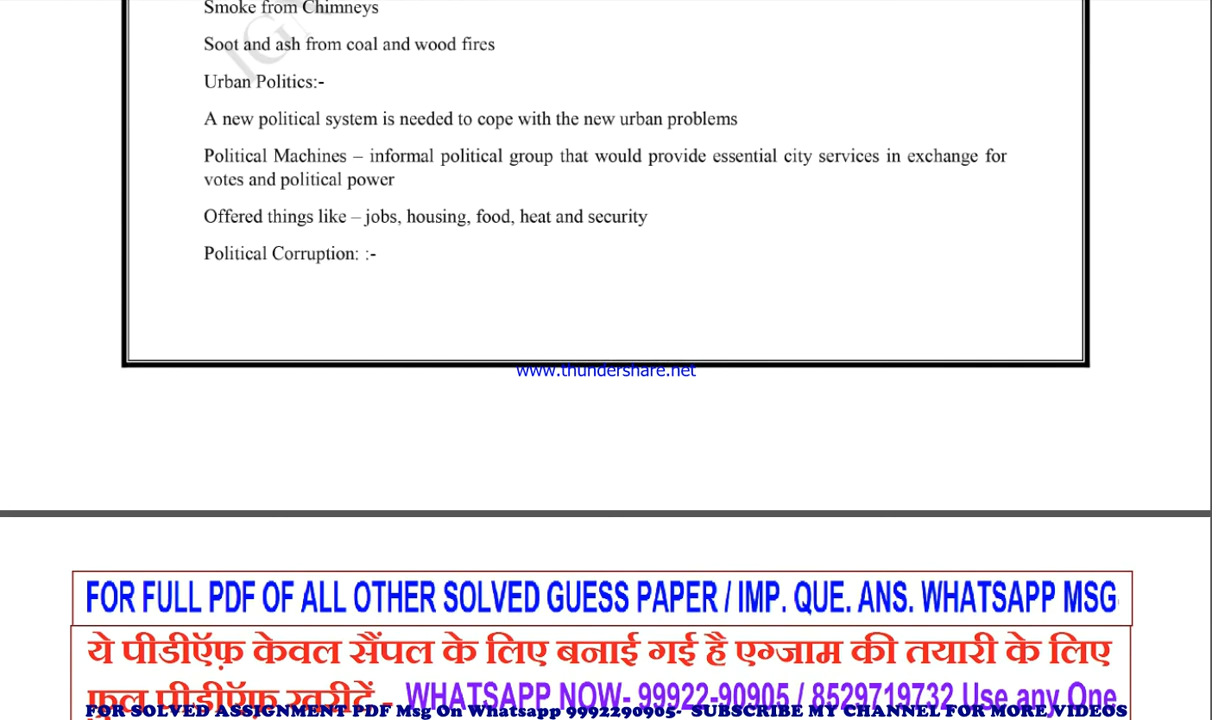 Smoke from Chimneys
Soot and ash from coal and wood fires
Urban Politics:-
A new political system is needed to cope with the new urban problems
Political Machines – informal political group that would provide essential city services in exchange for
votes and political power
Offered things like – jobs, housing, food, heat and security
Political Corruption: :-
www.thundershare.net
FOR FULL PDF OF ALL OTHER SOLVED GUESS PAPER / IMP. QUE. ANS. WHATSAPP MSG
ये पीडीऍफ़ केवल सैंपल के लिए बनाई गई है एग्जाम की तयारी के लिए
फुल पीडीऍफ़ खरीदें - WHATSAPP NOW- 99922-90905 / 8529719732 Use any One
FOR SOLVED ASSIGNMENT PDF Msg On Whatsapp 9992290905- SUBSCRIBE MY CHANNEL FOR MORE VIDEOS